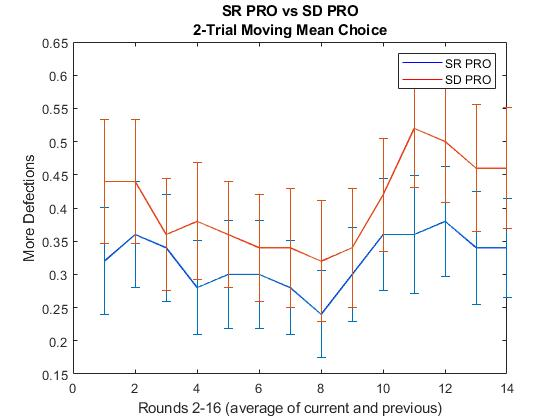 SR PRO vs SD PRO
2-Trial Moving Mean Choice
0.65
0.6
0.55
0.5
0.45
0.4
0.35
0.3
0.25
0.2
0.15
More Defections
SR PRO
SD PRO
0 2 4 6 8 10 12 14
Rounds 2-16 (average of current and previous)